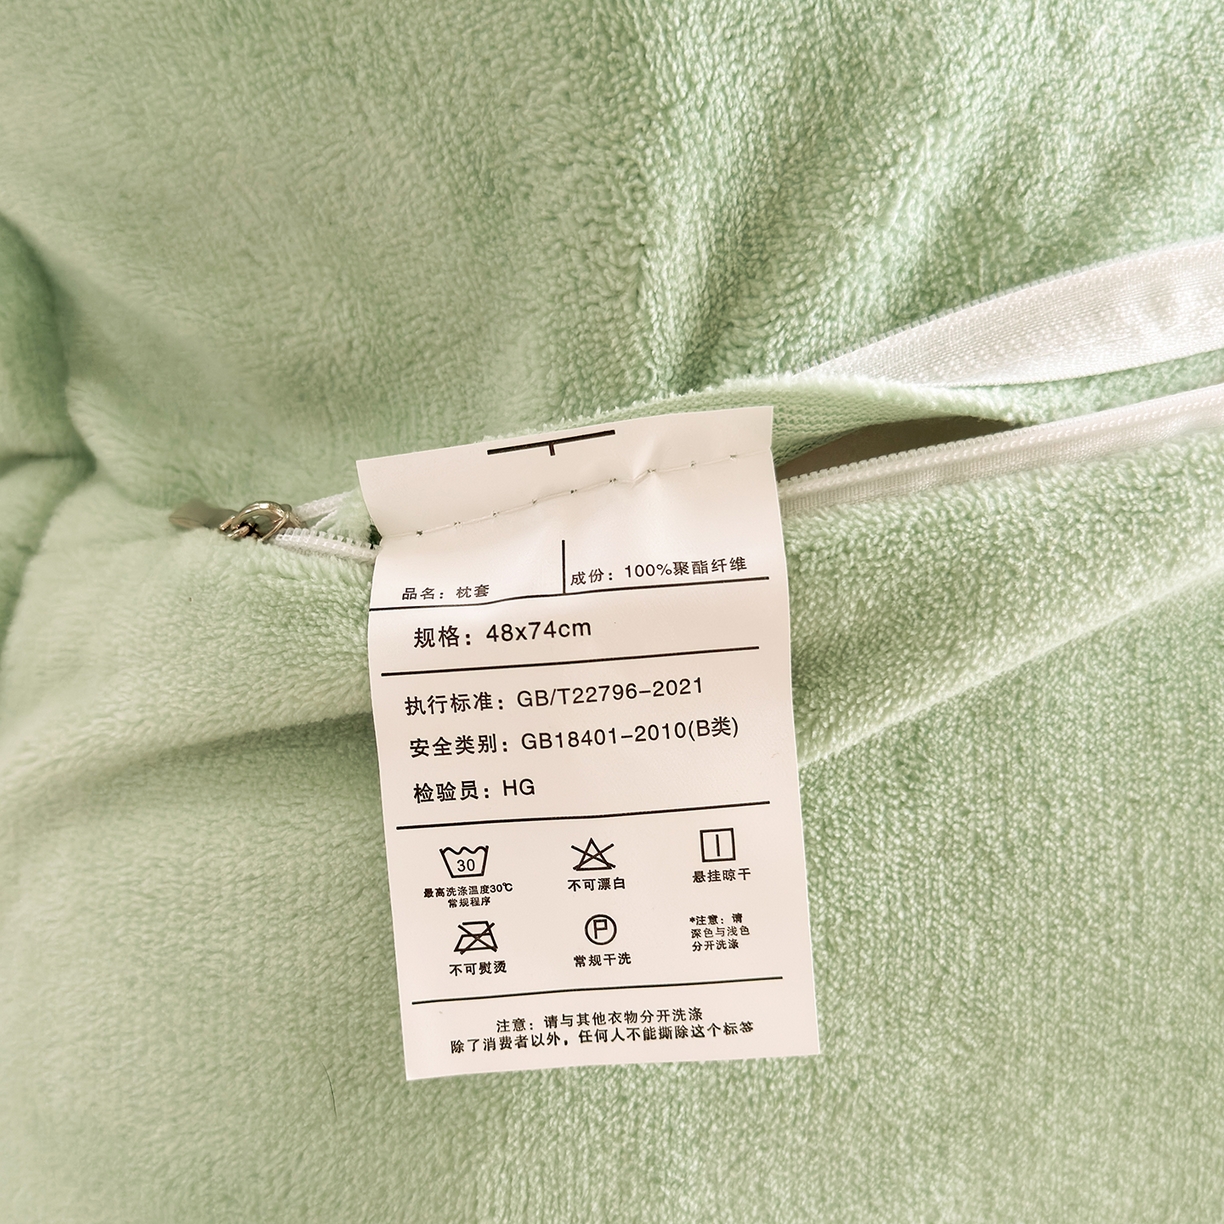 品名：枕套
成份：100%聚酯纤维
规格：48x74cm
执行标准：GB/T22796-2021
安全类别：GB18401-2010(B类)
检验员：HG
30
最高洗涤温度30℃
常规程序
不可漂白
悬挂晾干
不可熨烫
P
常规干洗
*注意：请
深色与浅色
分开洗涤
注意：请与其他衣物分开洗涤
除了消费者以外，任何人不能撕除这个标签